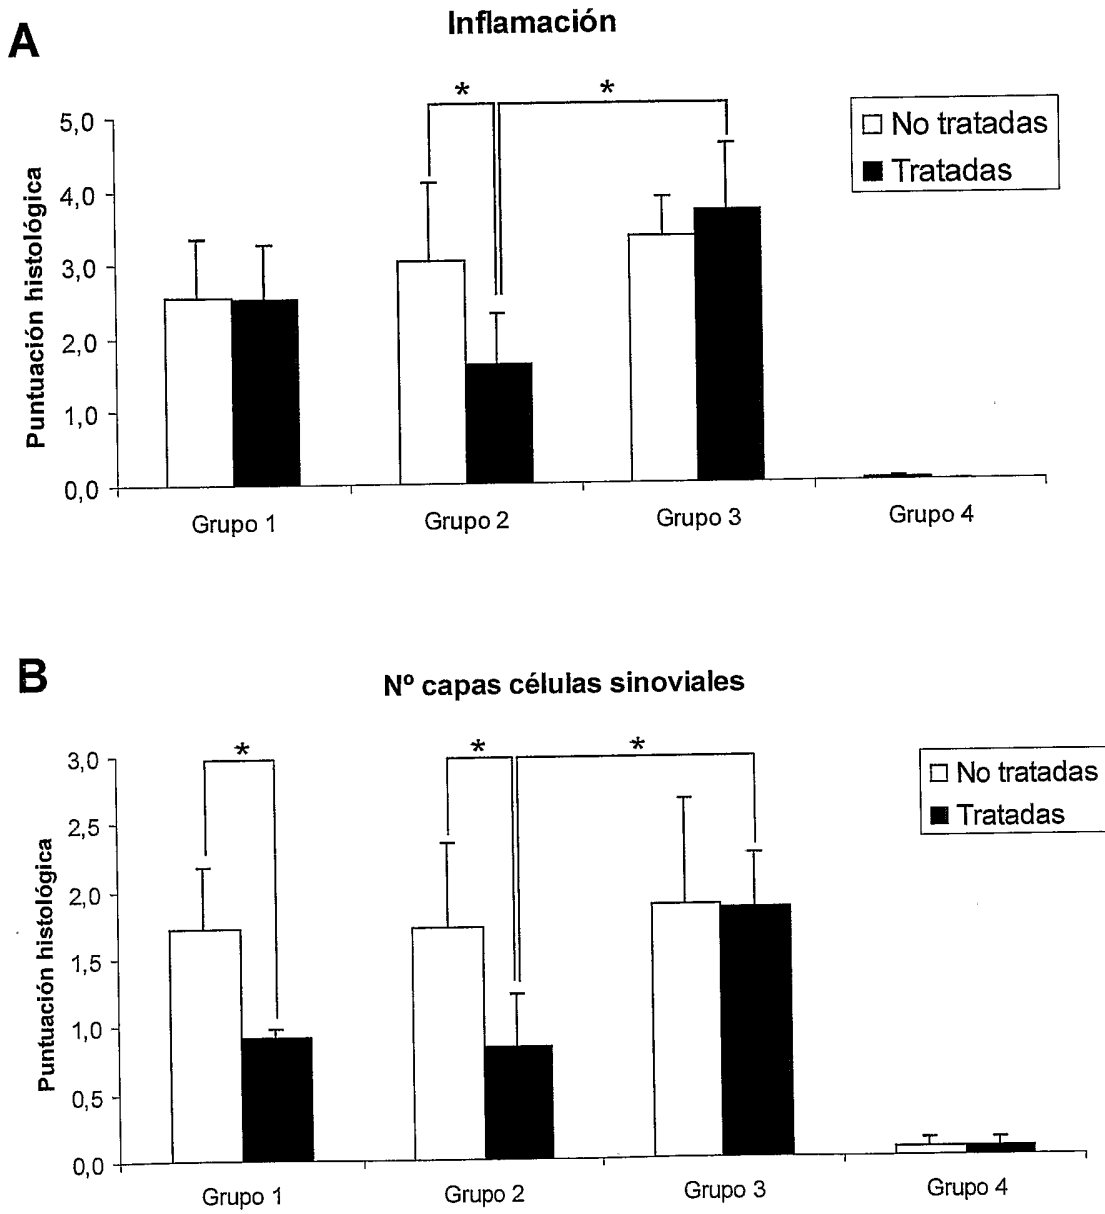 A
Inflamación
* *
No tratadas
Tratadas
Puntuación histológica
5,0
4,0
3,0
2,0
1,0
0,0
Grupo 1 Grupo 2 Grupo 3 Grupo 4
B
Nº capas células sinoviales
* * *
No tratadas
Tratadas
Puntuación histológica
3,0
2,5
2,0
1,5
1,0
0,5
0,0
Grupo 1 Grupo 2 Grupo 3 Grupo 4